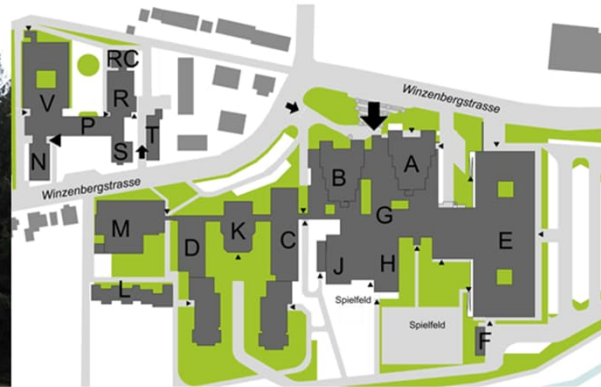 RC
V
R
P
T
S
N
Winzenbergstrasse
Winzenbergstrasse
B
A
G
E
M
D
K
C
J
H
L
Spielfeld
Spielfeld
F